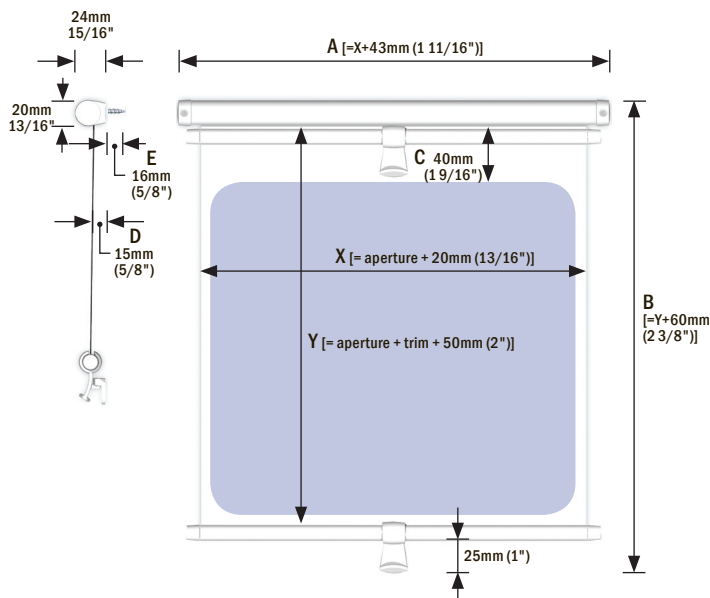 24mm
15/16"
A [=X+43mm (1 11/16")]
20mm
13/16"
E
16mm
(5/8")
C 40mm
(1 9/16")
D
15mm
(5/8")
X [= aperture + 20mm (13/16")]
B
[=Y+60mm
(2 3/8")]
Y [= aperture + trim + 50mm (2")]
25mm (1")